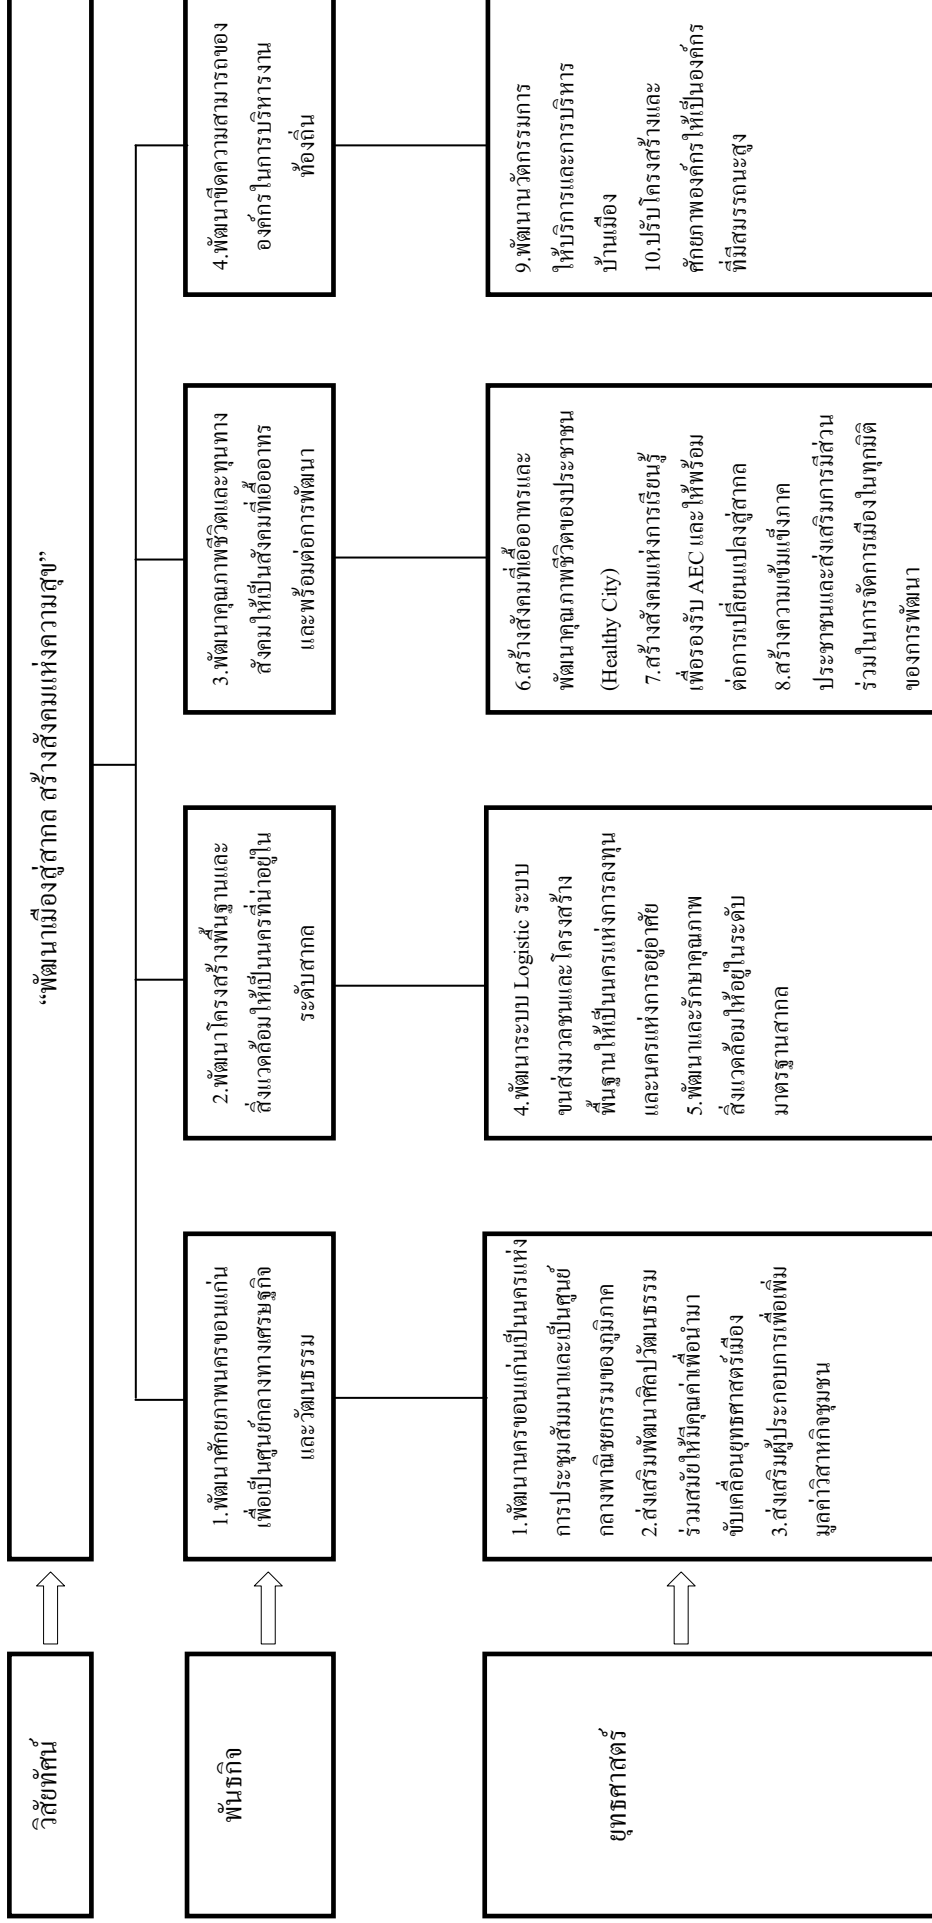 วิสัยทัศน์
“พัฒนาเมืองสู่สากล สร้างสังคมแห่งความสุข”
พันธกิจ
1.พัฒนาศักยภาพนครขอนแก่น
เพื่อเป็นศูนย์กลางทางเศรษฐกิจ
และวัฒนธรรม
2.พัฒนาโครงสร้างพื้นฐานและ
สิ่งแวดล้อมให้เป็นนครที่น่าอยู่ใน
ระดับสากล
3.พัฒนาคุณภาพชีวิตและทุนทาง
สังคมให้เป็นสังคมที่เอื้ออาทร
และพร้อมต่อการพัฒนา
4.พัฒนาขีดความสามารถของ
องค์กรในการบริหารงาน
ท้องถิ่น
ยุทธศาสตร์
1.พัฒนานครขอนแก่นเป็นนครแห่ง
การประชุมสัมมนาและเป็นศูนย์
กลางพาณิชยกรรมของภูมิภาค
2.ส่งเสริมพัฒนาศิลปวัฒนธรรม
ร่วมสมัยให้มีคุณค่าเพื่อนำมา
ขับเคลื่อนยุทธศาสตร์เมือง
3.ส่งเสริมผู้ประกอบการเพื่อเพิ่ม
มูลค่าวิสาหกิจชุมชน
4.พัฒนาระบบ Logistic ระบบ
ขนส่งมวลชนและโครงสร้าง
พื้นฐานให้เป็นนครแห่งการลงทุน
และนครแห่งการอยู่อาศัย
5.พัฒนาและรักษาคุณภาพ
สิ่งแวดล้อมให้อยู่ในระดับ
มาตรฐานสากล
6.สร้างสังคมที่เอื้ออาทรและ
พัฒนาคุณภาพชีวิตของประชาชน
(Healthy City)
7.สร้างสังคมแห่งการเรียนรู้
เพื่อรองรับ AEC และให้พร้อม
ต่อการเปลี่ยนแปลงสู่สากล
8.สร้างความเข้มแข็งภาค
ประชาชนและส่งเสริมการมีส่วน
ร่วมในการจัดการเมืองในทุกมิติ
ของการพัฒนา
9.พัฒนานวัตกรรมการ
ให้บริการและการบริหาร
บ้านเมือง
10.ปรับโครงสร้างและ
ศักยภาพองค์กรให้เป็นองค์กร
ที่มีสมรรถนะสูง